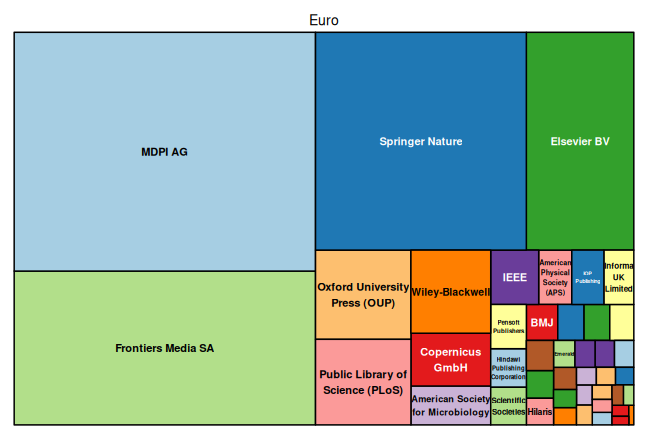 Euro
MDPI AG
Springer Nature
Elsevier BV
Frontiers Media SA
Oxford University
Press (OUP)
Wiley-Blackwell
IEEE
American
Physical
Society
(APS)
IOP
Publishing
Informa
UK
Limited
Pensoft
Publishers
BMJ
Public Library of
Science (PLoS)
Copernicus
GmbH
Hindawi
Publishing
Corporation
Emerald
American Society
for Microbiology
Scientific
Societies
Hilaris